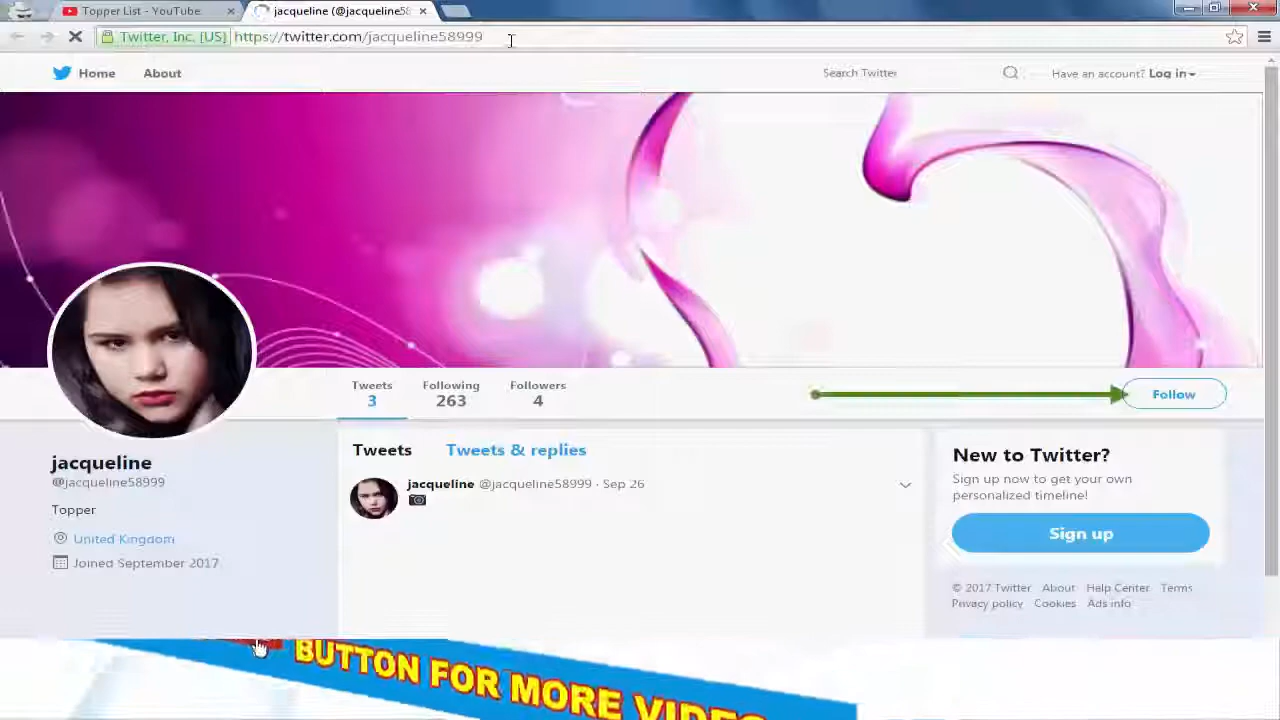 Topper List - YouTube
jacqueline (@jacqueline58
Twitter, Inc. [US]
https://twitter.com/jacqueline58999
Home
About
Search Twitter
Have an account? Log in
Tweets
3
Following
263
Followers
4
Follow
jacqueline
@jacqueline58999
Topper
United Kingdom
Joined September 2017
Tweets
Tweets & replies
jacqueline @jacqueline58999 · Sep 26
New to Twitter?
Sign up now to get your own
personalized timeline!
Sign up
© 2017 Twitter About Help Center Terms
Privacy policy Cookies Ads info
BUTTON FOR MORE